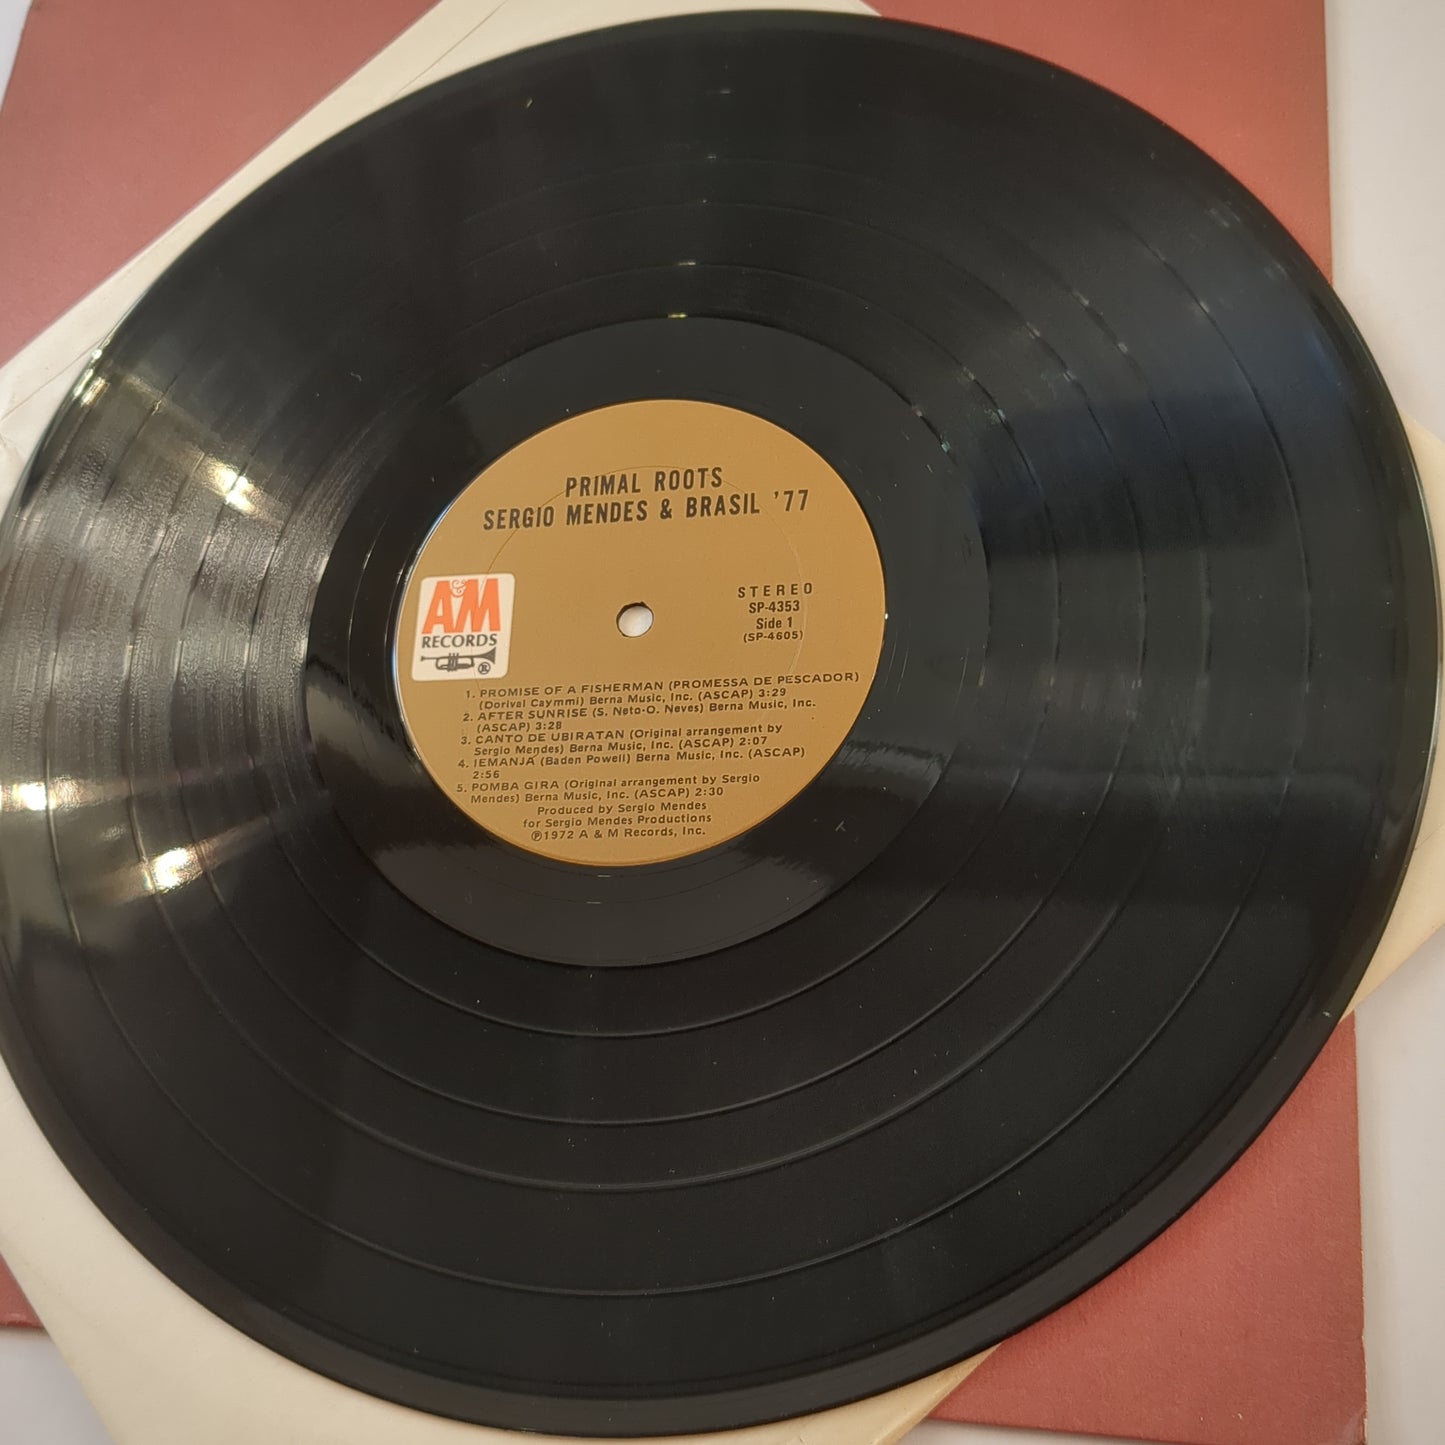 PRIMAL ROOTS
SERGIO MENDES & BRASIL '77
A&M
RECORDS
®
STEREO
SP-4353
Side 1
(SP-4605)
1. PROMISE OF A FISHERMAN (PROMESSA DE PESCADOR)
(Dorival Caymmi) Berna Music, Inc. (ASCAP) 3:29
2. AFTER SUNRISE (S. Neto-O. Neves) Berna Music, Inc.
(ASCAP) 3:28
3. CANTO DE UBIRATAN (Original arrangement by
Sergio Mendes) Berna Music, Inc. (ASCAP) 2:07
4. IEMANJA (Baden Powell) Berna Music, Inc. (ASCAP)
2:56
5. POMBA GIRA (Original arrangement by Sergio
Mendes) Berna Music, Inc. (ASCAP) 2:30
Produced by Sergio Mendes
for Sergio Mendes Productions
℗1972 A & M Records, Inc.